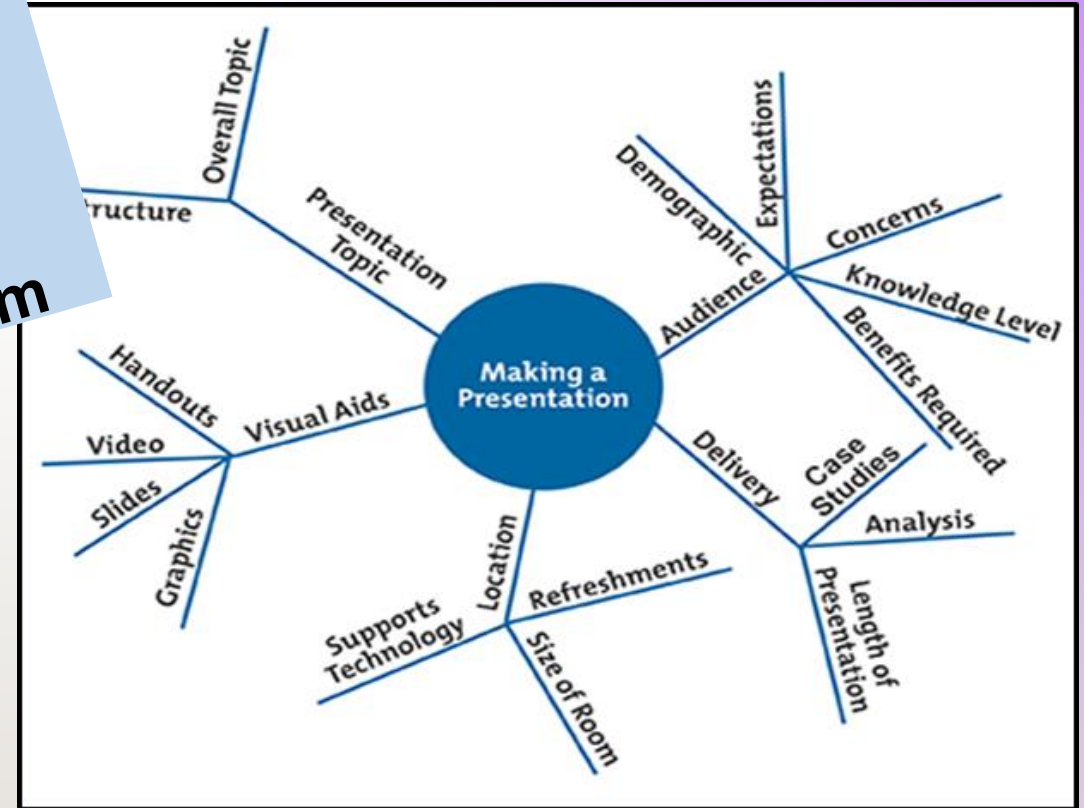 Overall Topic
tructure
Presentation
Topic
m
Expectations
Demographic
Concerns
Knowledge Level
Audience
Benefits Required
Making a
Presentation
Handouts
Visual Aids
Video
Slides
Graphics
Delivery
Case
Studies
Analysis
Length of
Presentation
Location
Refreshments
Supports
Technology
Size of Room